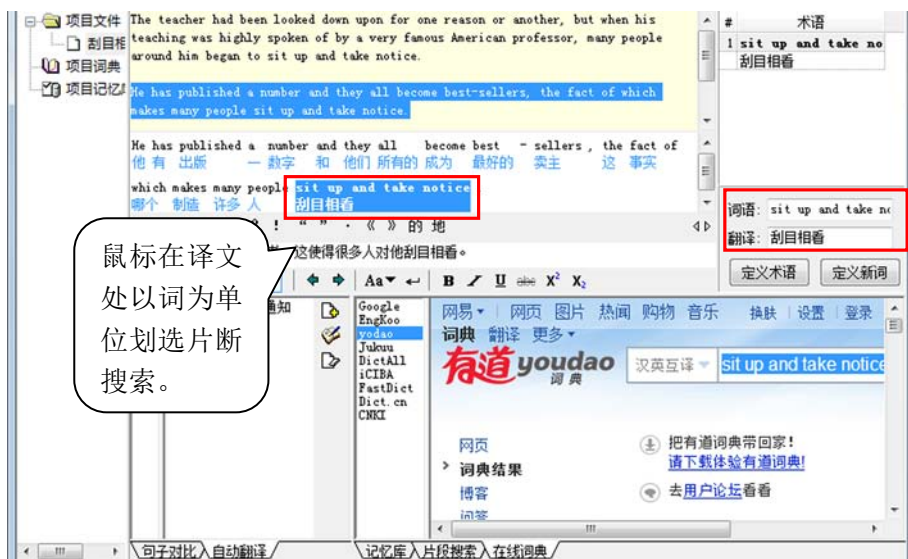 项目文件
刮目相
项目词典
项目记忆
The teacher had been looked down upon for one reason or another, but when his
teaching was highly spoken of by a very famous American professor, many people
around him began to sit up and take notice.
He has published a number and they all become best-sellers, the fact of which
makes many people sit up and take notice.
He has published a number and they all become best - sellers , the fact of
他 有 出版 一 数字 和 他们 所有的 成为 最好的 卖主 这 事实
which makes many people sit up and take notice
哪个 制造 许多 人 刮目相看
! “ ” · 《 》 的 地
这使得很多人对他刮目相看。
Aa B I U abc X² X₂
# 术语
1 sit up and take no
刮目相看
词语: sit up and take no
翻译: 刮目相看
定义术语 定义新词
鼠标在译文
处以词为单
位划选片断
搜索。
通知
Google
EngKoo
yodao
Jukuu
DictAll
iCIBA
FastDict
Dict.cn
CNKI
网易 网页 图片 热闻 购物 音乐 换肤 设置 登录
词典 翻译 更多
有道 youdao 词典
汉英互译 sit up and take notice
网页
词典结果
博客
问答
把有道词典带回家!
请下载体验有道词典!
去用户论坛看看
句子对比 自动翻译
记忆库 片段搜索 在线词典